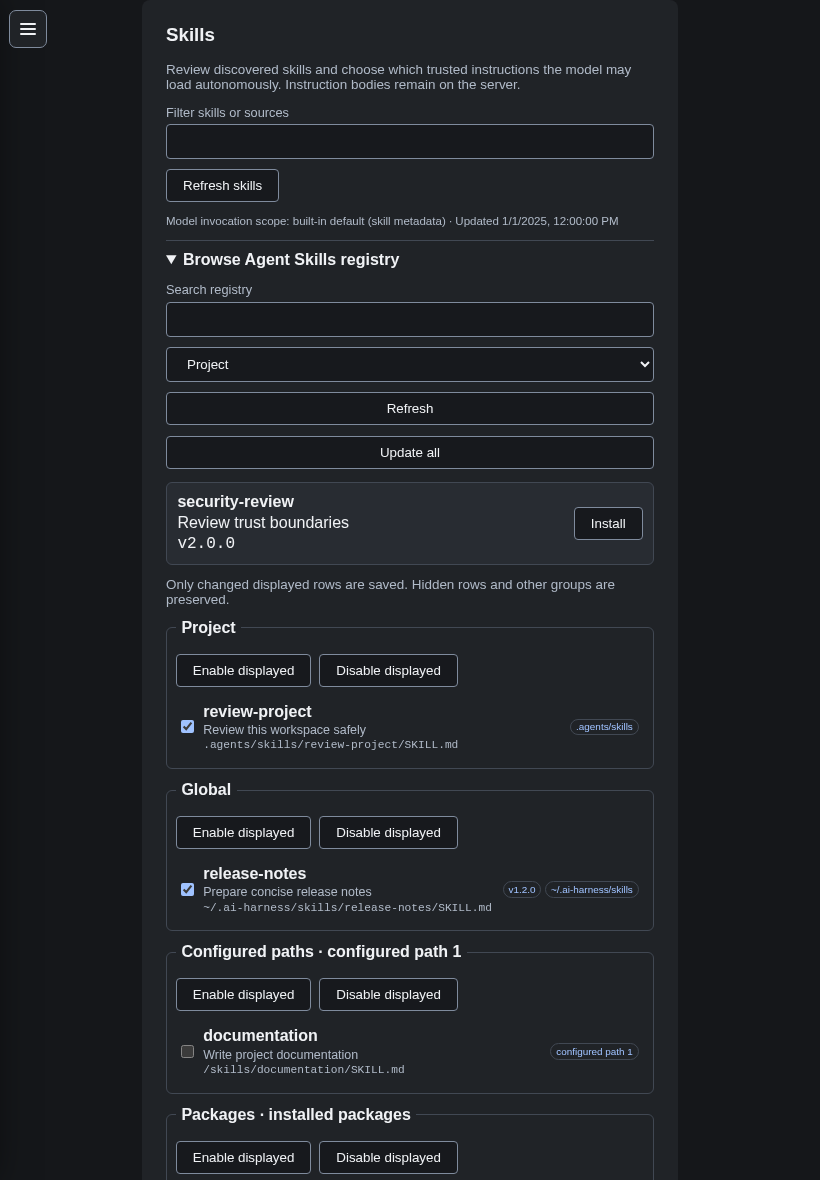 Skills
Review discovered skills and choose which trusted instructions the model may
load autonomously. Instruction bodies remain on the server.
Filter skills or sources
Refresh skills
Model invocation scope: built-in default (skill metadata) · Updated 1/1/2025, 12:00:00 PM
▼ Browse Agent Skills registry
Search registry
Project
Refresh
Update all
security-review
Review trust boundaries
v2.0.0
Install
Only changed displayed rows are saved. Hidden rows and other groups are
preserved.
Project
Enable displayed Disable displayed
review-project
Review this workspace safely
.agents/skills/review-project/SKILL.md
.agents/skills
Global
Enable displayed Disable displayed
release-notes
Prepare concise release notes
~/.ai-harness/skills/release-notes/SKILL.md
v1.2.0 ~/.ai-harness/skills
Configured paths · configured path 1
Enable displayed Disable displayed
documentation
Write project documentation
/skills/documentation/SKILL.md
configured path 1
Packages · installed packages
Enable displayed Disable displayed